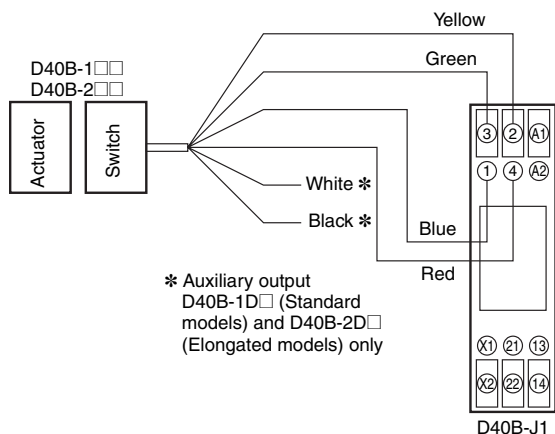 Yellow
Green
D40B-1□□
D40B-2□□
Actuator
Switch
3 2 A1
1 4 A2
White ✻
Black ✻
Blue
Red
✻ Auxiliary output
D40B-1D□ (Standard
models) and D40B-2D□
(Elongated models) only
X1 21 13
X2 22 14
D40B-J1